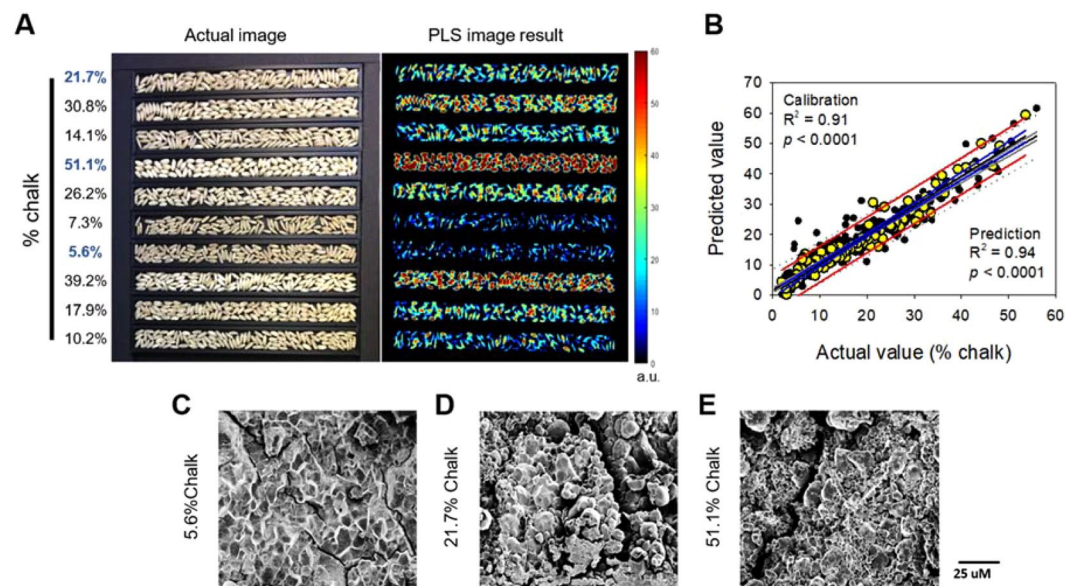 A
Actual image
PLS image result
% chalk
21.7%
30.8%
14.1%
51.1%
26.2%
7.3%
5.6%
39.2%
17.9%
10.2%
60
50
40
30
20
10
0
a.u.
B
Predicted value
70
60
50
40
30
20
10
0
Calibration
R² = 0.91
p < 0.0001
Prediction
R² = 0.94
p < 0.0001
0 10 20 30 40 50 60
Actual value (% chalk)
C
5.6%Chalk
D
21.7% Chalk
E
51.1% Chalk
25 uM